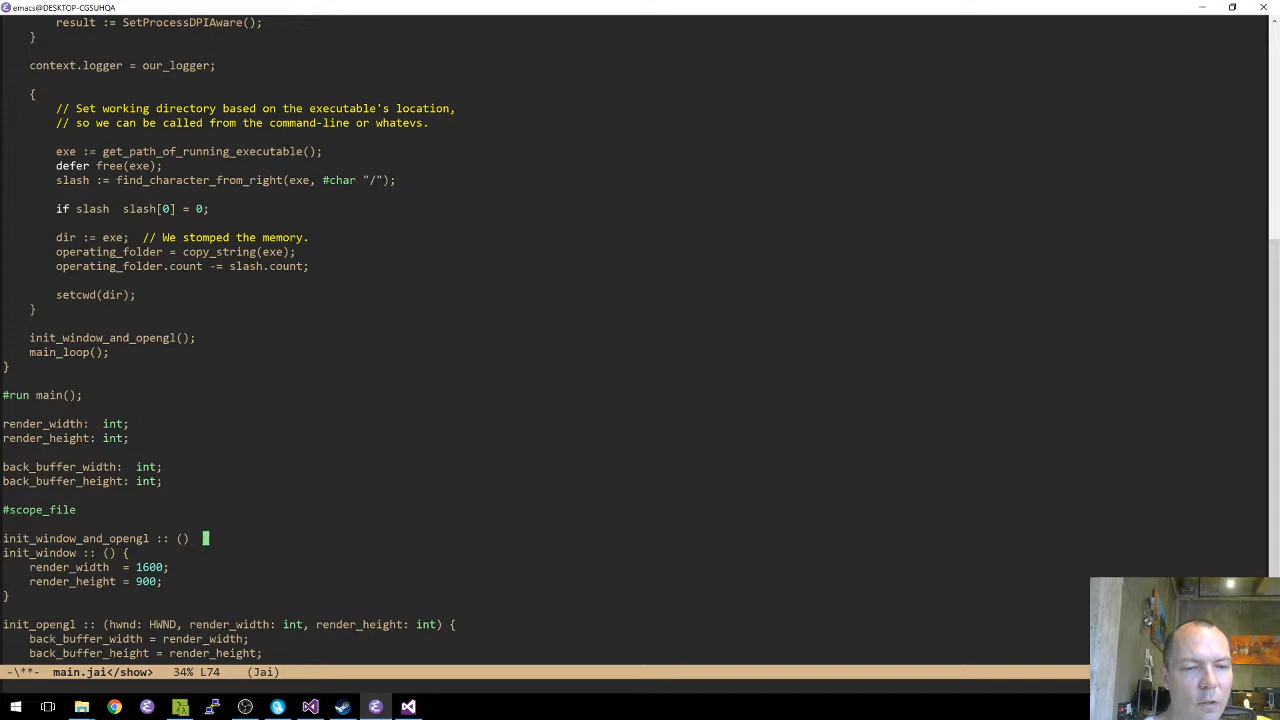 emacs@DESKTOP-CGSUHQA
result := SetProcessDPIAware();
}
context.logger = our_logger;
{
// Set working directory based on the executable's location,
// so we can be called from the command-line or whatevs.
exe := get_path_of_running_executable();
defer free(exe);
slash := find_character_from_right(exe, #char "/");
if slash  slash[0] = 0;
dir := exe;  // We stomped the memory.
operating_folder = copy_string(exe);
operating_folder.count -= slash.count;
setcwd(dir);
}
init_window_and_opengl();
main_loop();
}
#run main();
render_width:  int;
render_height: int;
back_buffer_width:  int;
back_buffer_height: int;
#scope_file
init_window_and_opengl :: ()
init_window :: () {
render_width  = 1600;
render_height = 900;
}
init_opengl :: (hwnd: HWND, render_width: int, render_height: int) {
back_buffer_width = render_width;
back_buffer_height = render_height;
-\**-  main.jai</show>  34% L74  (Jai)